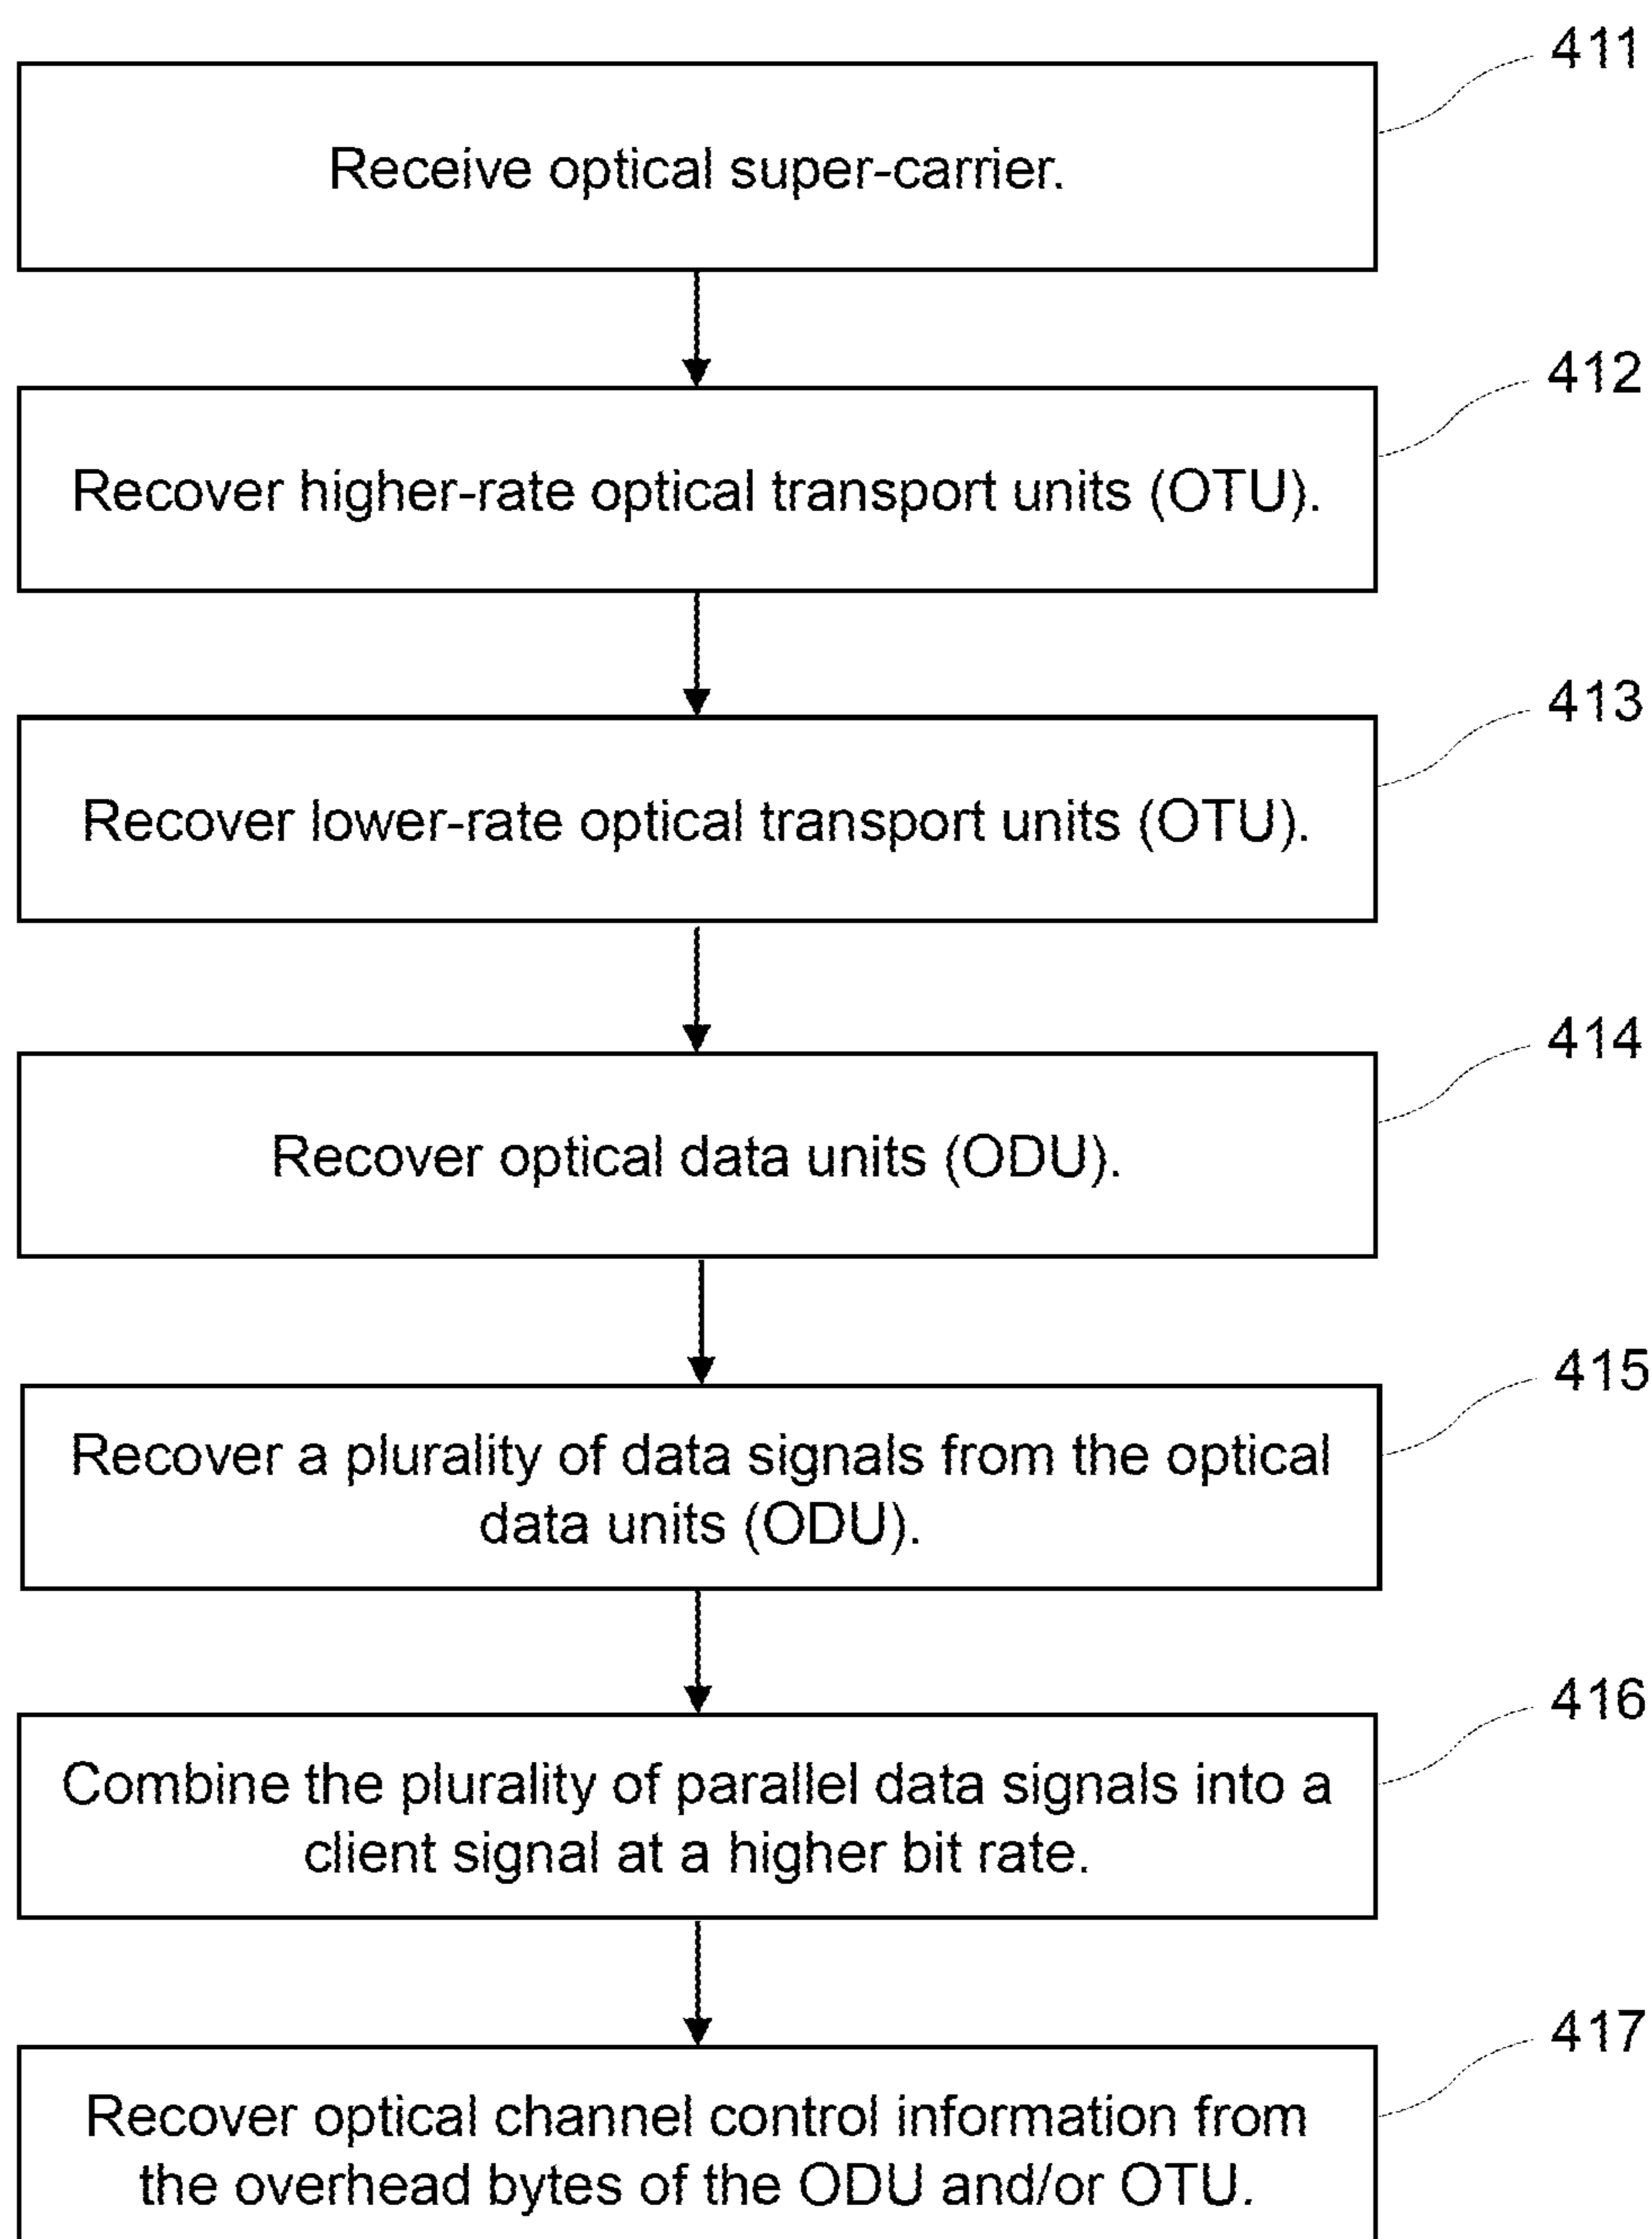 411
Receive optical super-carrier.
412
Recover higher-rate optical transport units (OTU).
413
Recover lower-rate optical transport units (OTU).
414
Recover optical data units (ODU).
415
Recover a plurality of data signals from the optical
data units (ODU).
416
Combine the plurality of parallel data signals into a
client signal at a higher bit rate.
417
Recover optical channel control information from
the overhead bytes of the ODU and/or OTU.